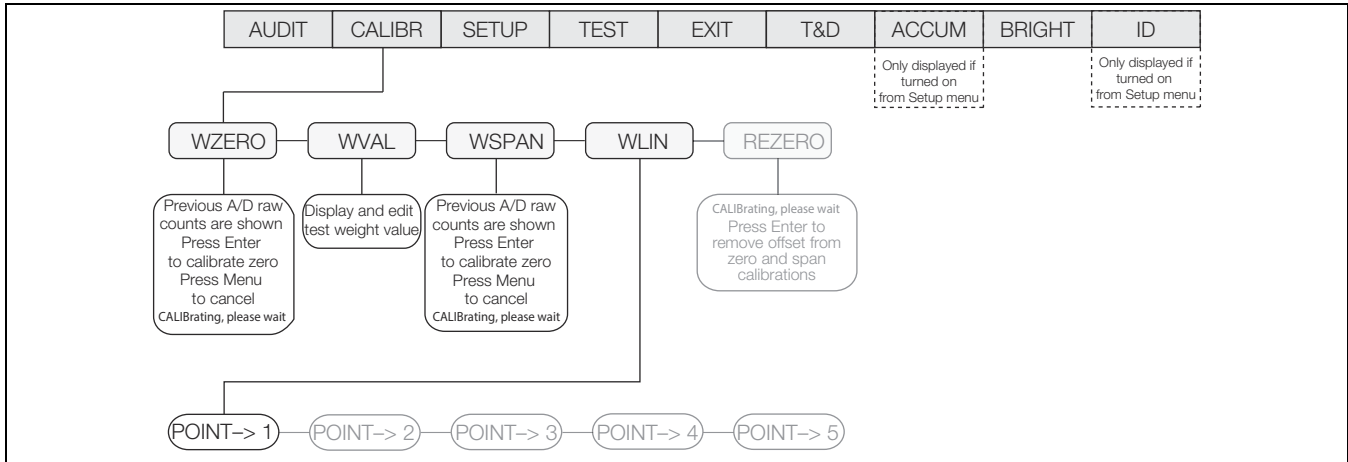 AUDIT CALIBR SETUP TEST EXIT T&D ACCUM BRIGHT ID
Only displayed if
turned on
from Setup menu
Only displayed if
turned on
from Setup menu
WZERO WVAL WSPAN WLIN REZERO
Previous A/D raw
counts are shown
Press Enter
to calibrate zero
Press Menu
to cancel
CALIBrating, please wait
Display and edit
test weight value
Previous A/D raw
counts are shown
Press Enter
to calibrate zero
Press Menu
to cancel
CALIBrating, please wait
CALIBrating, please wait
Press Enter to
remove offset from
zero and span
calibrations
POINT–> 1 POINT–> 2 POINT–> 3 POINT–> 4 POINT–> 5